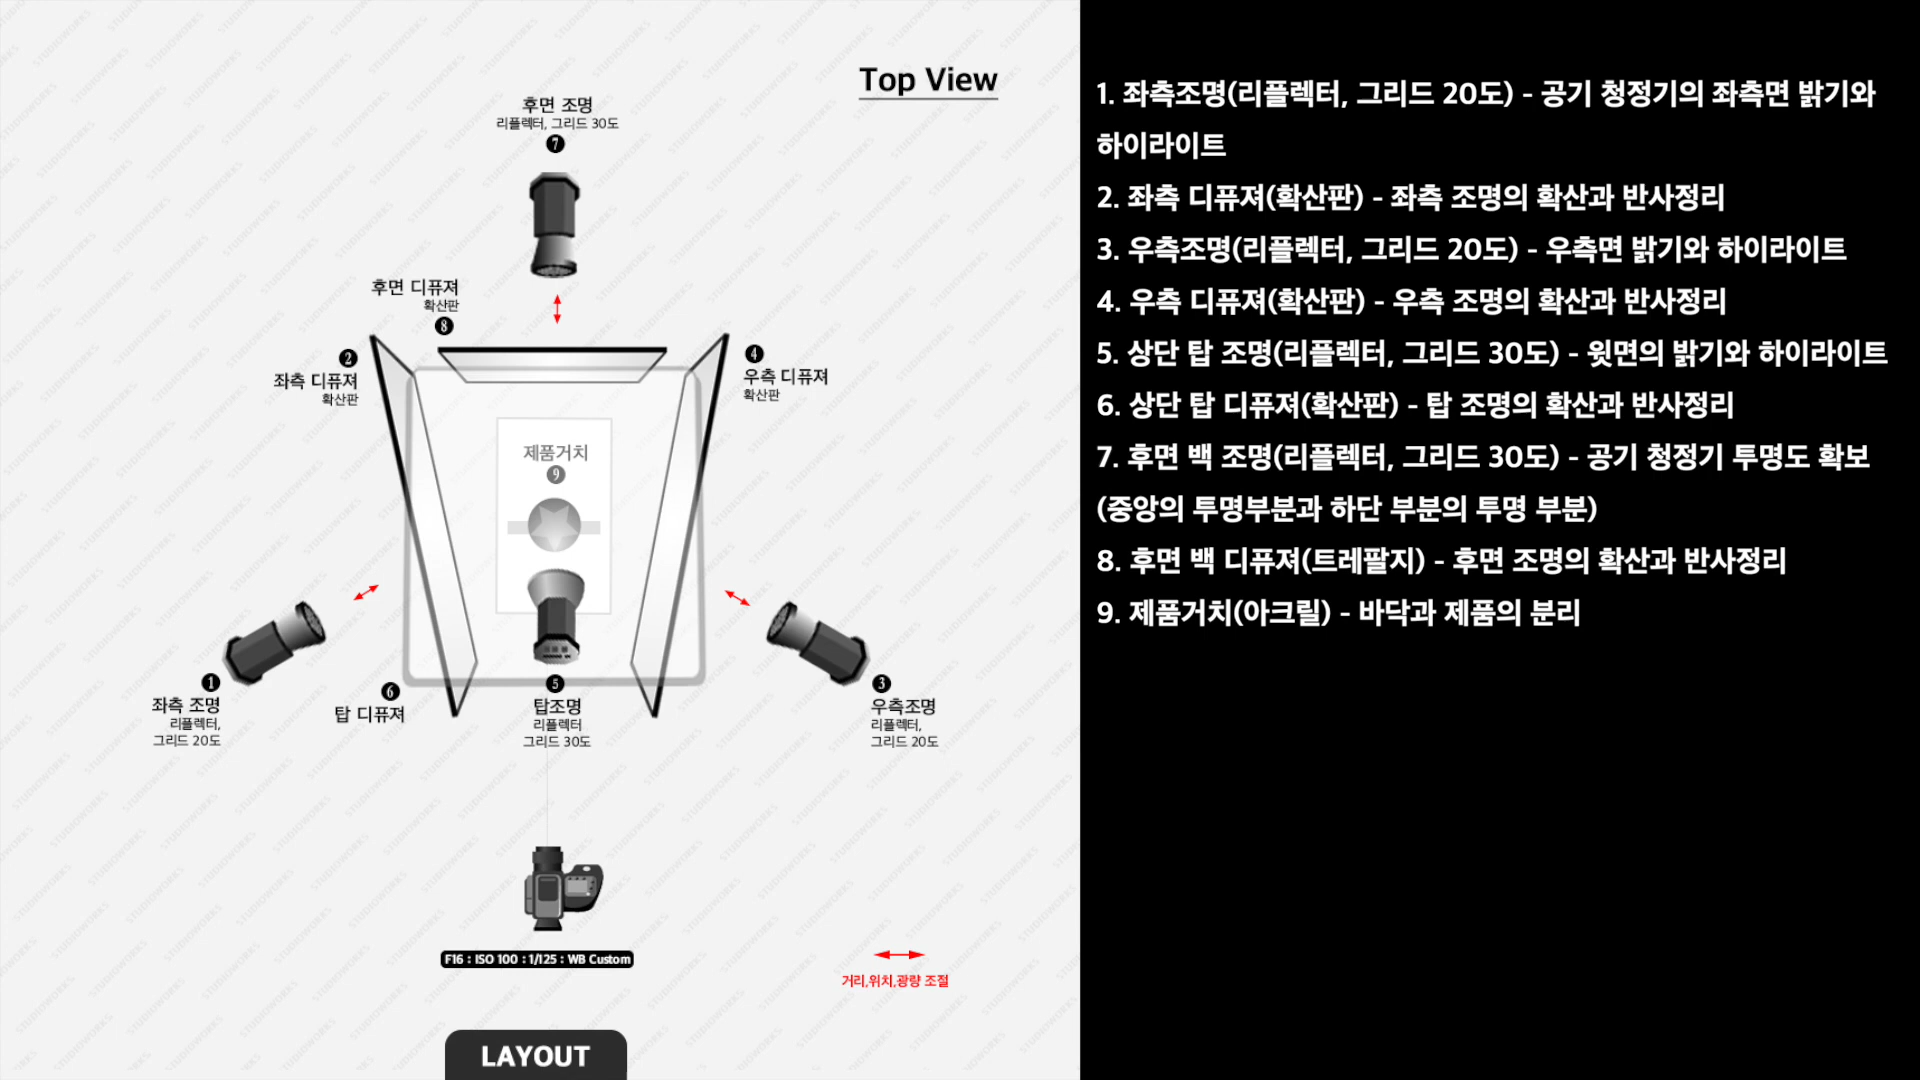 Top View
후면 조명
리플렉터, 그리드 30도
7
후면 디퓨져
확산판
8
2
좌측 디퓨져
확산판
4
우측 디퓨져
확산판
제품거치
9
1
좌측 조명
리플렉터,
그리드 20도
6
탑 디퓨져
5
탑조명
리플렉터
그리드 30도
3
우측조명
리플렉터,
그리드 20도
F16 : ISO 100 : 1/125 : WB Custom
거리,위치,광량 조절
LAYOUT
1. 좌측조명(리플렉터, 그리드 20도) - 공기 청정기의 좌측면 밝기와
하이라이트
2. 좌측 디퓨져(확산판) - 좌측 조명의 확산과 반사정리
3. 우측조명(리플렉터, 그리드 20도) - 우측면 밝기와 하이라이트
4. 우측 디퓨져(확산판) - 우측 조명의 확산과 반사정리
5. 상단 탑 조명(리플렉터, 그리드 30도) - 윗면의 밝기와 하이라이트
6. 상단 탑 디퓨져(확산판) - 탑 조명의 확산과 반사정리
7. 후면 백 조명(리플렉터, 그리드 30도) - 공기 청정기 투명도 확보
(중앙의 투명부분과 하단 부분의 투명 부분)
8. 후면 백 디퓨져(트레팔지) - 후면 조명의 확산과 반사정리
9. 제품거치(아크릴) - 바닥과 제품의 분리
STUDIOWORKS